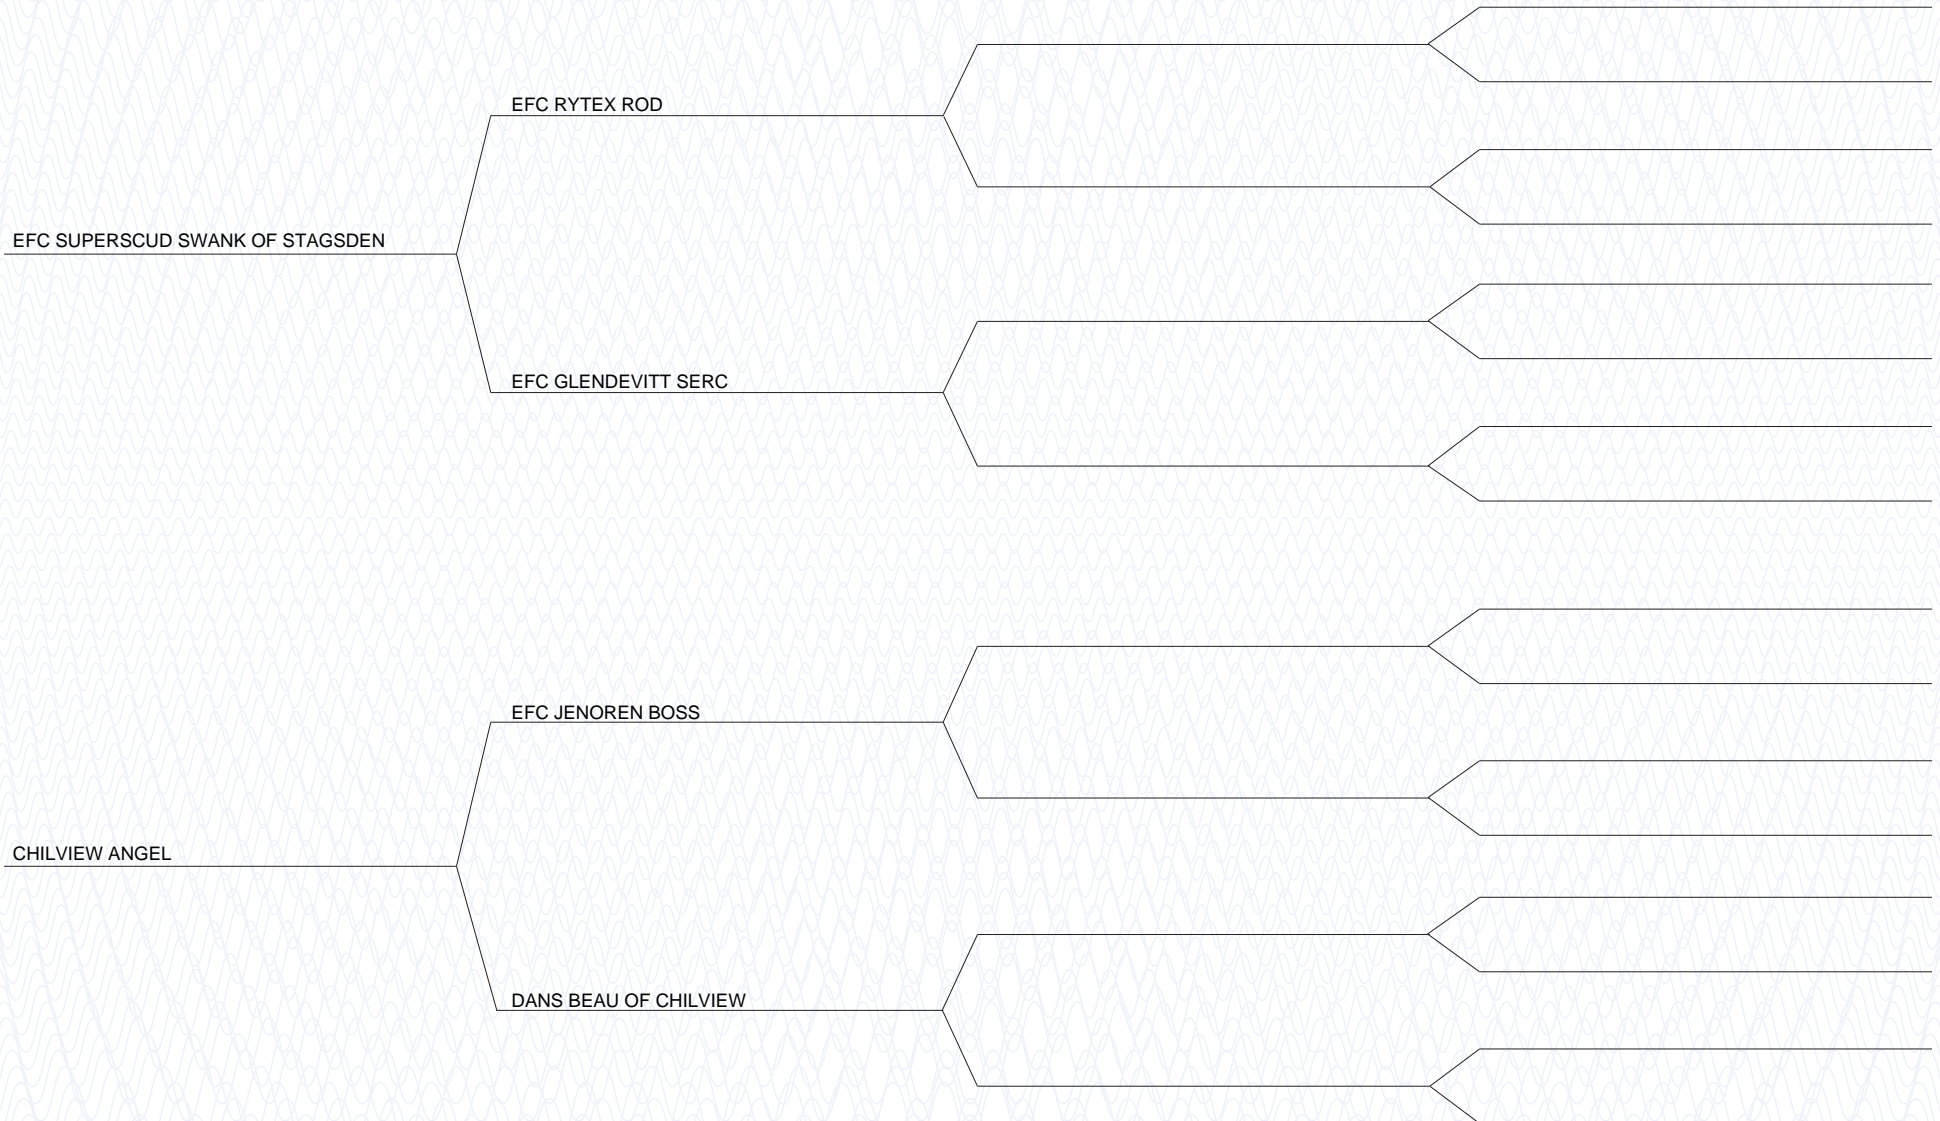 EFC RYTEX ROD
EFC SUPERSCUD SWANK OF STAGSDEN
EFC GLENDEVITT SERC
EFC JENOREN BOSS
CHILVIEW ANGEL
DANS BEAU OF CHILVIEW